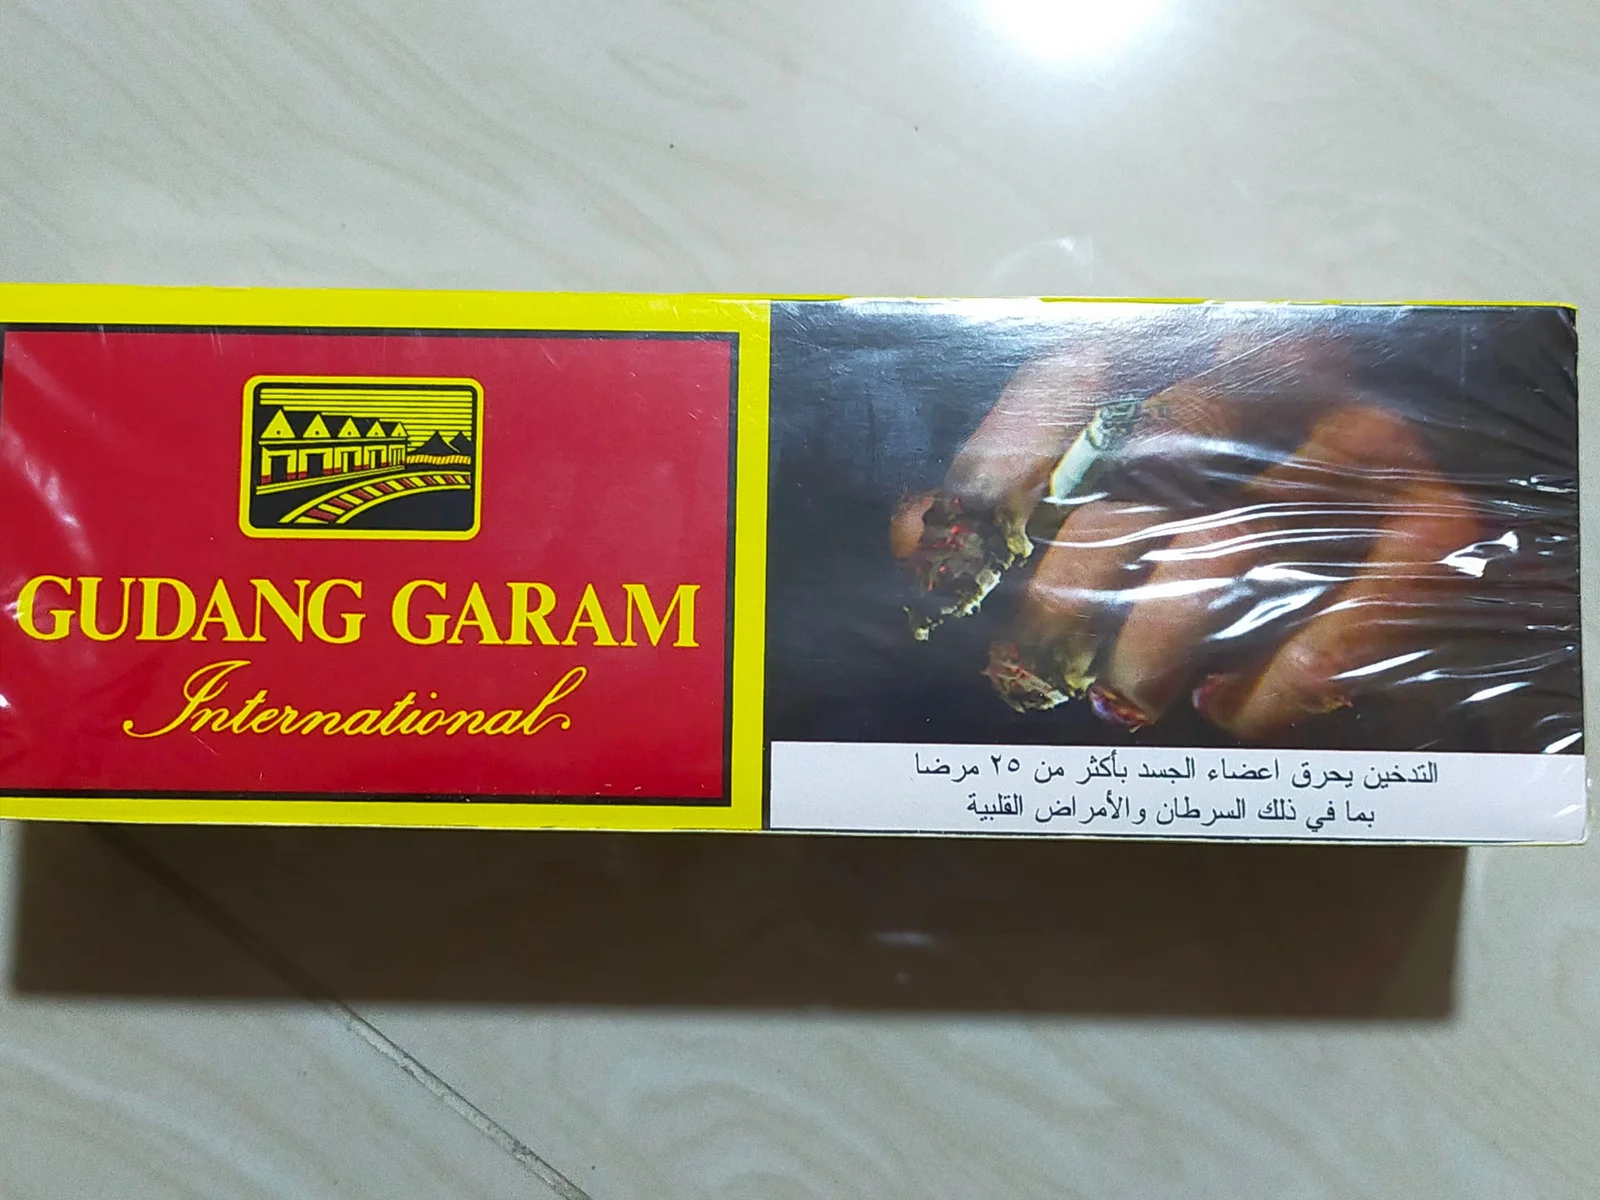 GUDANG GARAM
International
التدخين يحرق اعضاء الجسد بأكثر من ٢٥ مرضا
بما في ذلك السرطان والأمراض القلبية